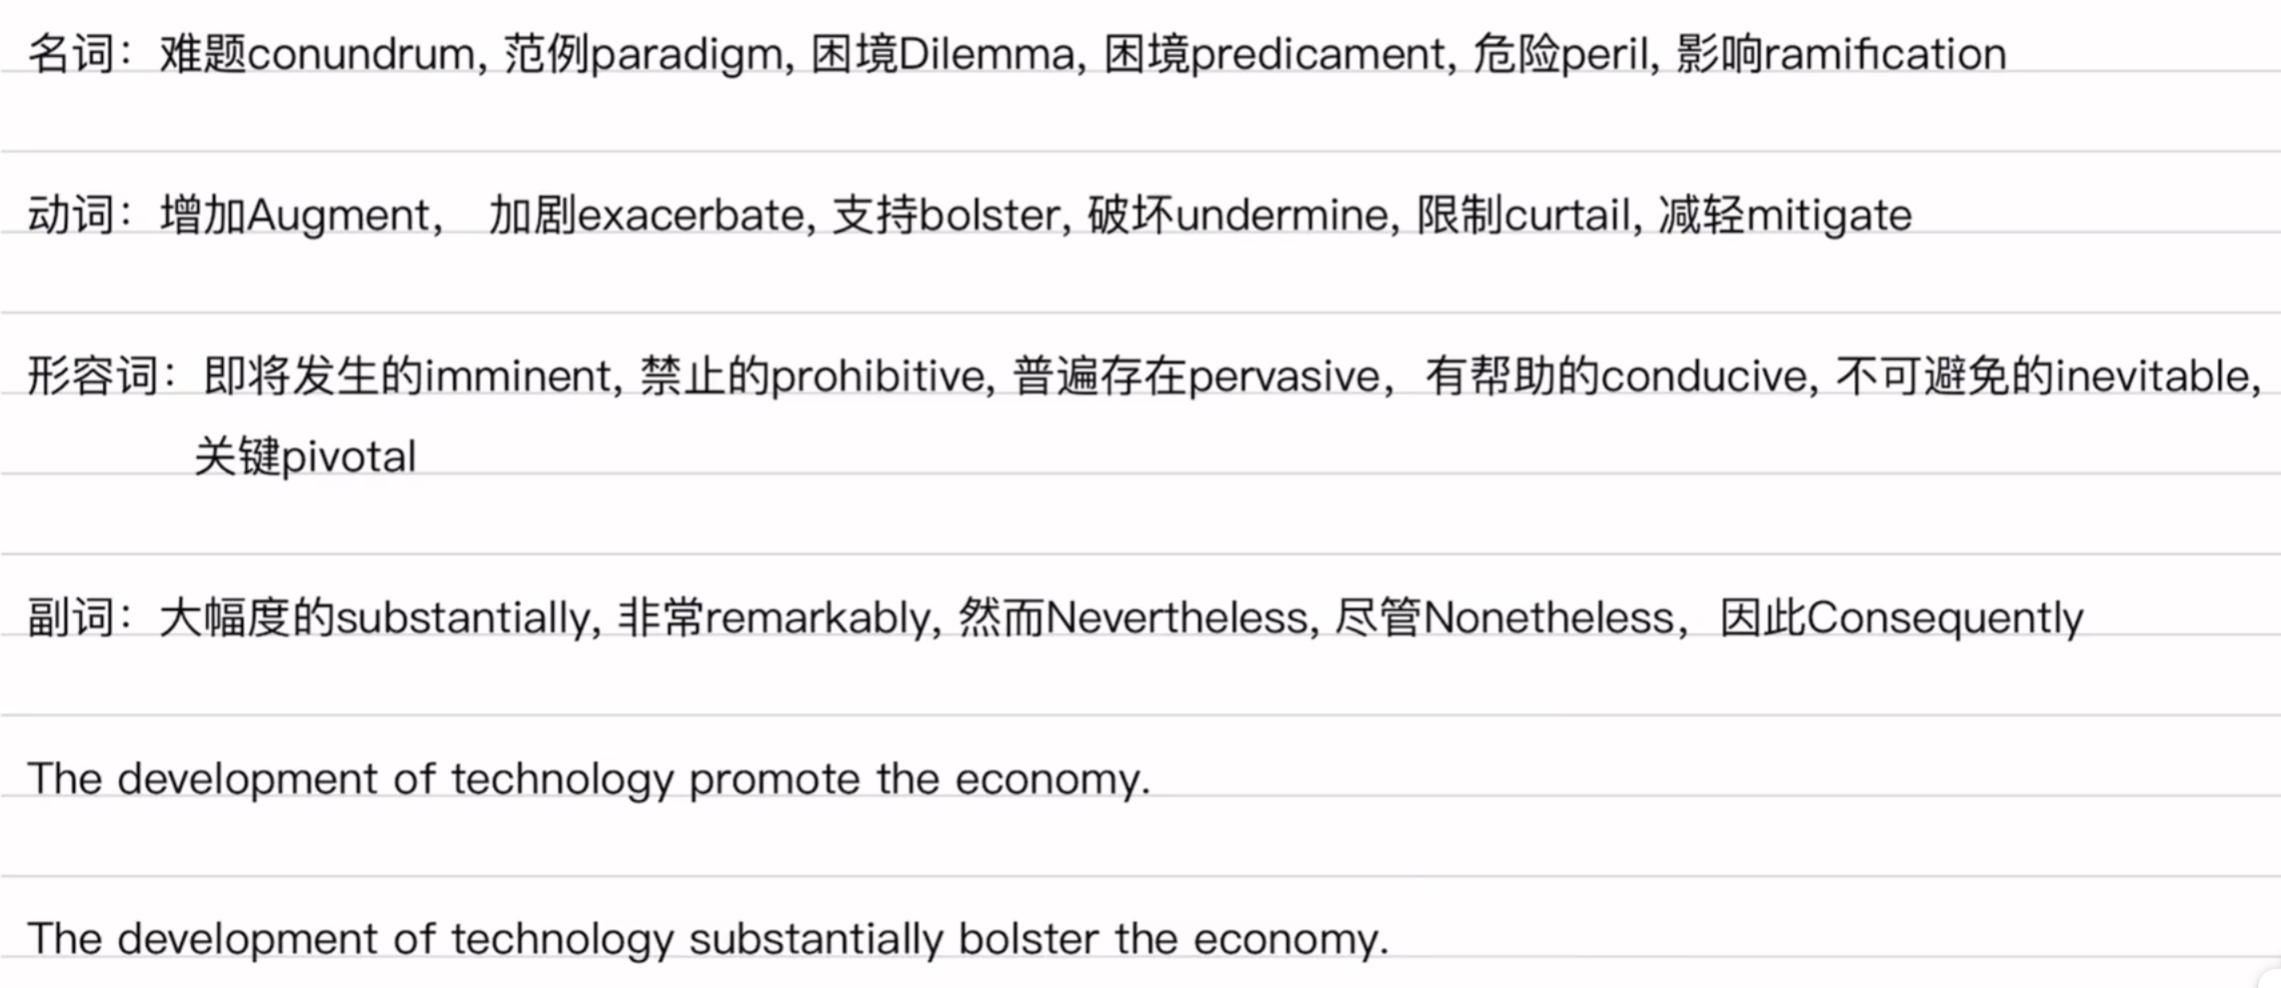 名词：难题conundrum, 范例paradigm, 困境Dilemma, 困境predicament, 危险peril, 影响ramification
动词：增加Augment， 加剧exacerbate, 支持bolster, 破坏undermine, 限制curtail, 减轻mitigate
形容词：即将发生的imminent, 禁止的prohibitive, 普遍存在pervasive，有帮助的conducive, 不可避免的inevitable,
关键pivotal
副词：大幅度的substantially, 非常remarkably, 然而Nevertheless, 尽管Nonetheless，因此Consequently
The development of technology promote the economy.
The development of technology substantially bolster the economy.